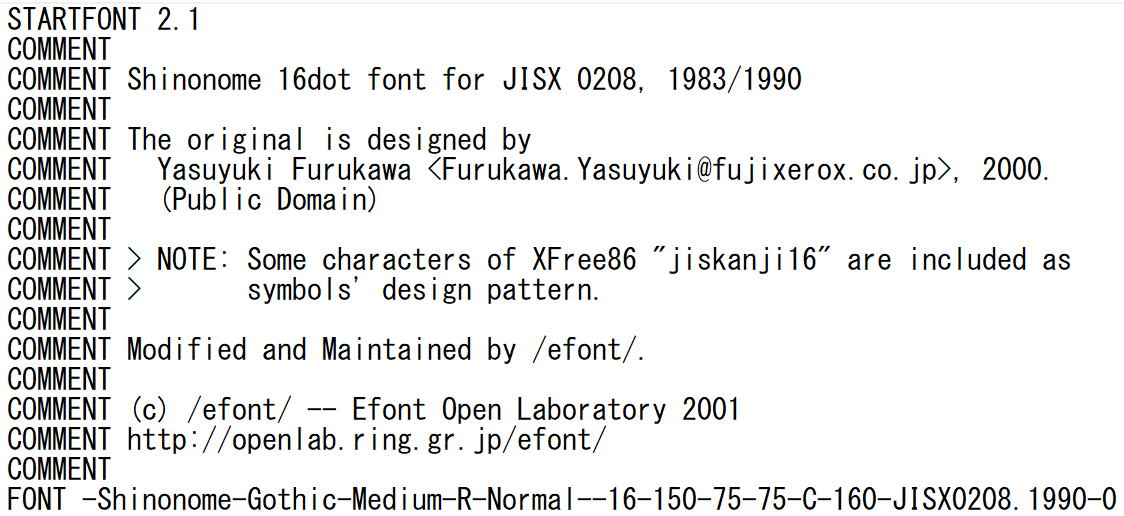 STARTFONT 2.1
COMMENT
COMMENT Shinonome 16dot font for JISX 0208, 1983/1990
COMMENT
COMMENT The original is designed by
COMMENT   Yasuyuki Furukawa <Furukawa.Yasuyuki@fujixerox.co.jp>, 2000.
COMMENT   (Public Domain)
COMMENT
COMMENT > NOTE: Some characters of XFree86 "jiskanji16" are included as
COMMENT >       symbols' design pattern.
COMMENT
COMMENT Modified and Maintained by /efont/.
COMMENT
COMMENT (c) /efont/ -- Efont Open Laboratory 2001
COMMENT http://openlab.ring.gr.jp/efont/
COMMENT
FONT -Shinonome-Gothic-Medium-R-Normal--16-150-75-75-C-160-JISX0208.1990-0